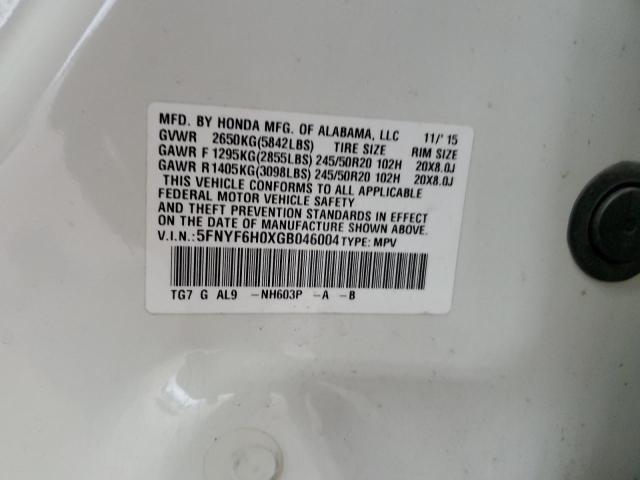 MFD. BY HONDA MFG. OF ALABAMA, LLC 11/'15
GVWR 2650KG(5842LBS) TIRE SIZE RIM SIZE
GAWR F 1295KG(2855LBS) 245/50R20 102H 20X8.0J
GAWR R 1405KG(3098LBS) 245/50R20 102H 20X8.0J
THIS VEHICLE CONFORMS TO ALL APPLICABLE
FEDERAL MOTOR VEHICLE SAFETY
AND THEFT PREVENTION STANDARDS IN EFFECT
ON THE DATE OF MANUFACTURE SHOWN ABOVE.
V.I.N.:5FNYF6H0XGB046004 TYPE: MPV
TG7 G AL9 -NH603P -A -B